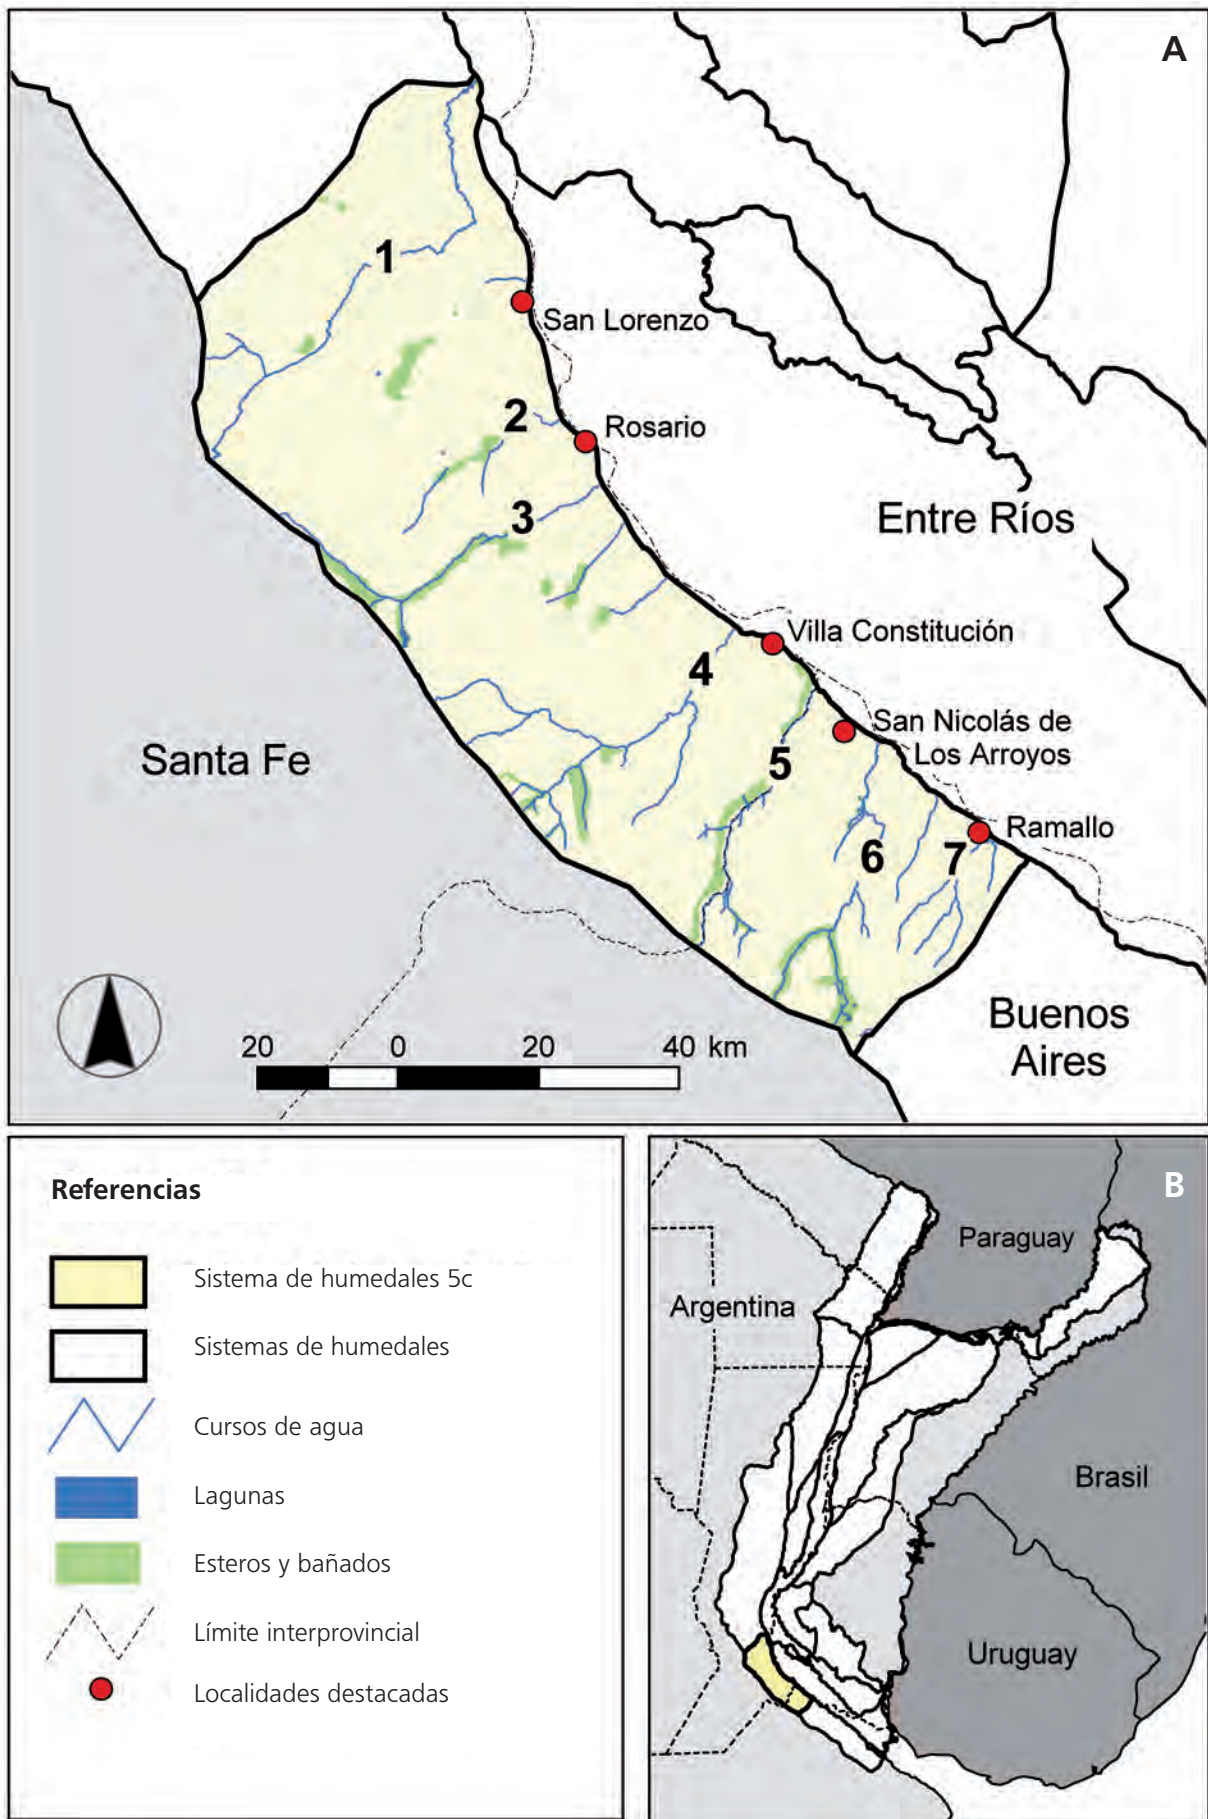 A
1
San Lorenzo
2
Rosario
3
Entre Ríos
Villa Constitución
4
San Nicolás de
Los Arroyos
5
Santa Fe
Ramallo
6
7
Buenos
Aires
20 0 20 40 km
Referencias
Sistema de humedales 5c
Sistemas de humedales
Cursos de agua
Lagunas
Esteros y bañados
Límite interprovincial
Localidades destacadas
B
Paraguay
Argentina
Brasil
Uruguay